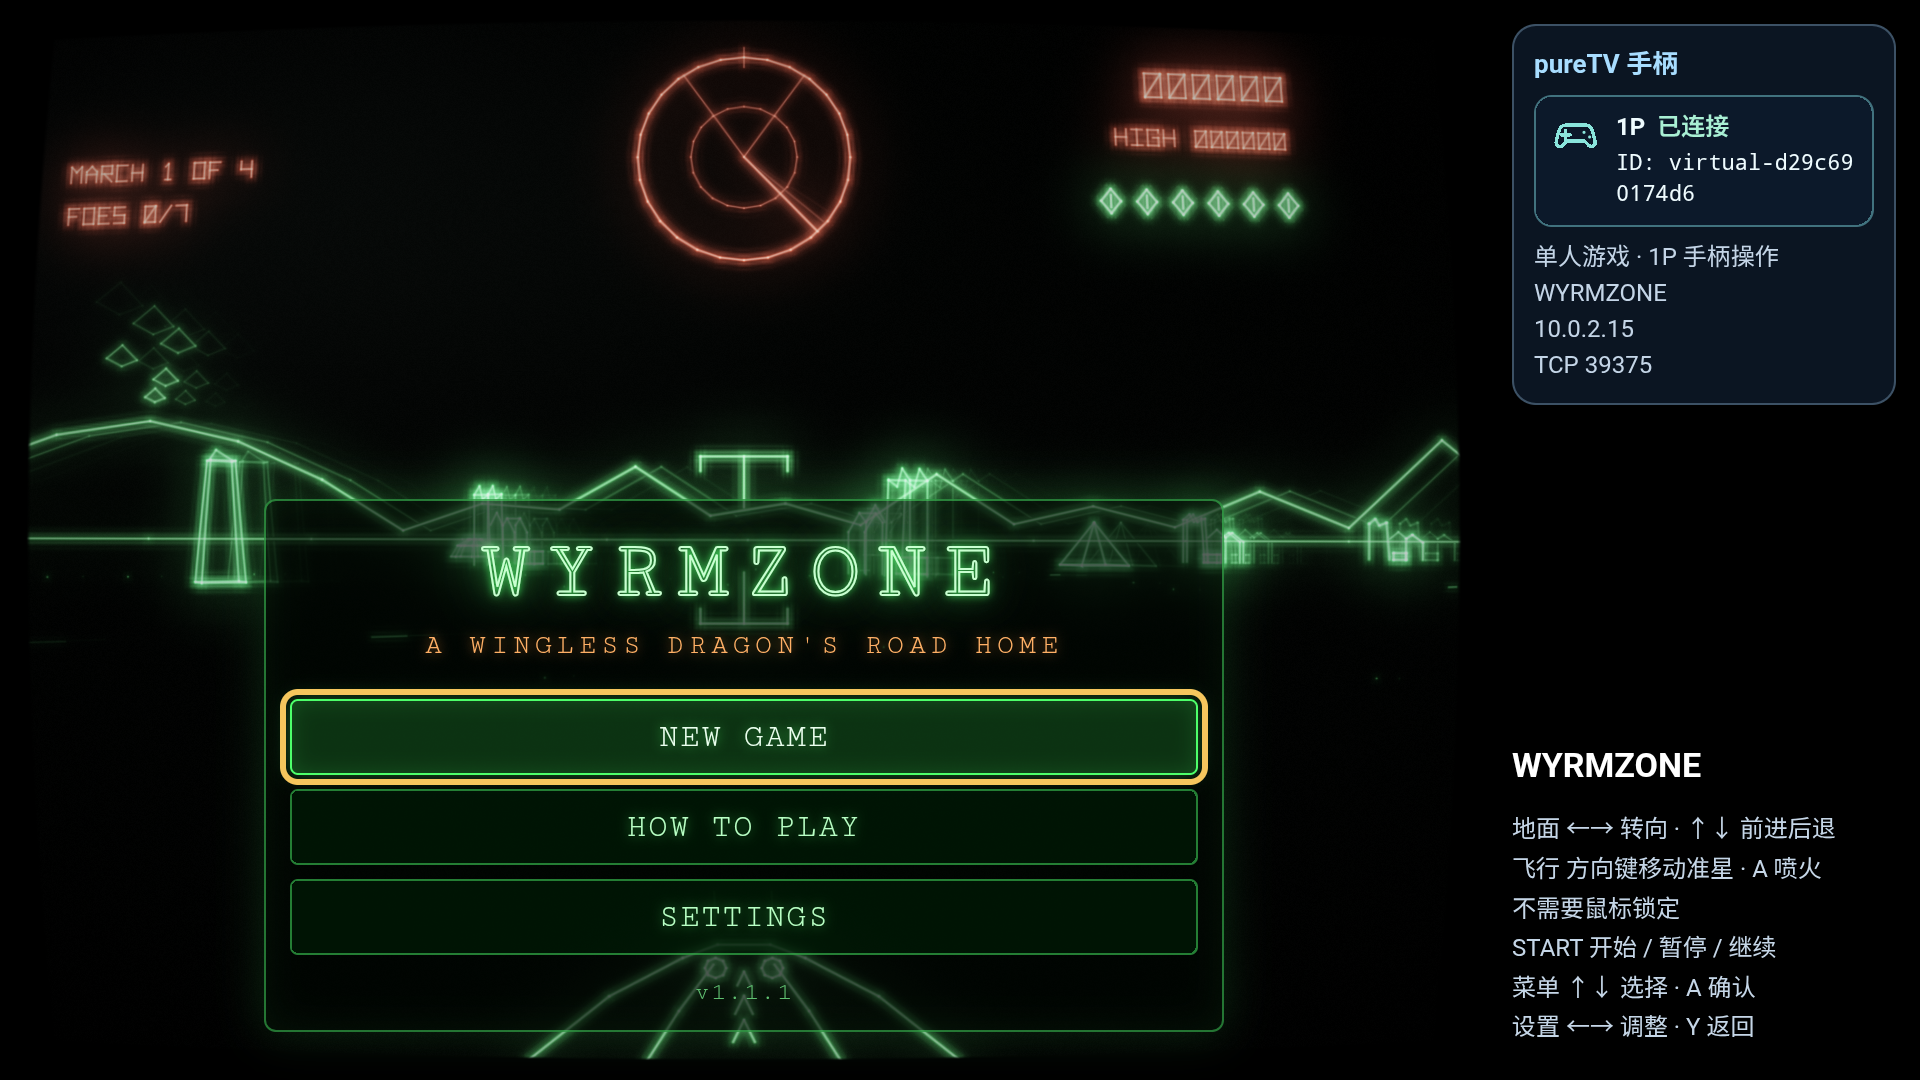 MARCH 1 OF 4
FOES 0/7
000000
HIGH 000000
WYRMZONE
A WINGLESS DRAGON'S ROAD HOME
NEW GAME
HOW TO PLAY
SETTINGS
v1.1.1
pureTV 手柄
1P 已连接
ID: virtual-d29c69
0174d6
单人游戏 · 1P 手柄操作
WYRMZONE
10.0.2.15
TCP 39375
WYRMZONE
地面 ←→ 转向 · ↑↓ 前进后退
飞行 方向键移动准星 · A 喷火
不需要鼠标锁定
START 开始 / 暂停 / 继续
菜单 ↑↓ 选择 · A 确认
设置 ←→ 调整 · Y 返回